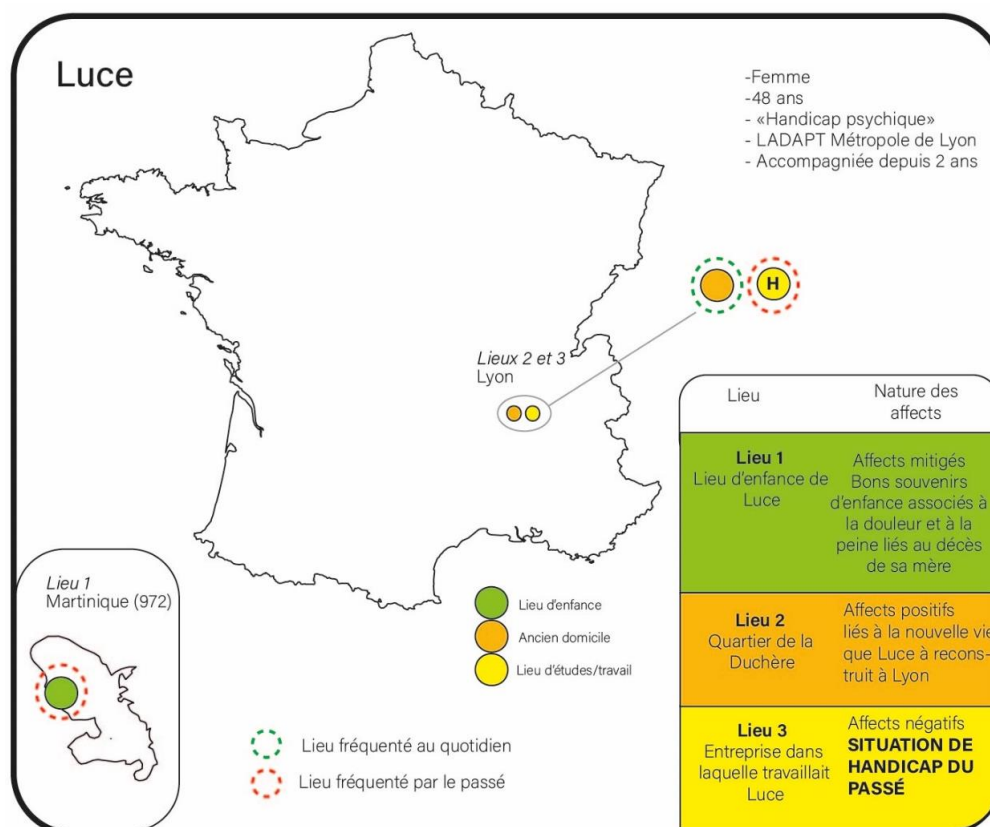 Luce
-Femme
-48 ans
- «Handicap psychique»
- LADAPT Métropole de Lyon
- Accompagniée depuis 2 ans
H
Lieux 2 et 3
Lyon
Lieu
Nature des
affects
Lieu 1
Lieu d'enfance de
Luce
Affects mitigés
Bons souvenirs
d'enfance associés à
la douleur et à la
peine liés au décès
de sa mère
Lieu 2
Quartier de la
Duchère
Affects positifs
liés à la nouvelle vie
que Luce à recons-
truit à Lyon
Lieu 3
Entreprise dans
laquelle travaillait
Luce
Affects négatifs
SITUATION DE
HANDICAP DU
PASSÉ
Lieu 1
Martinique (972)
Lieu d'enfance
Ancien domicile
Lieu d'études/travail
Lieu fréquenté au quotidien
Lieu fréquenté par le passé